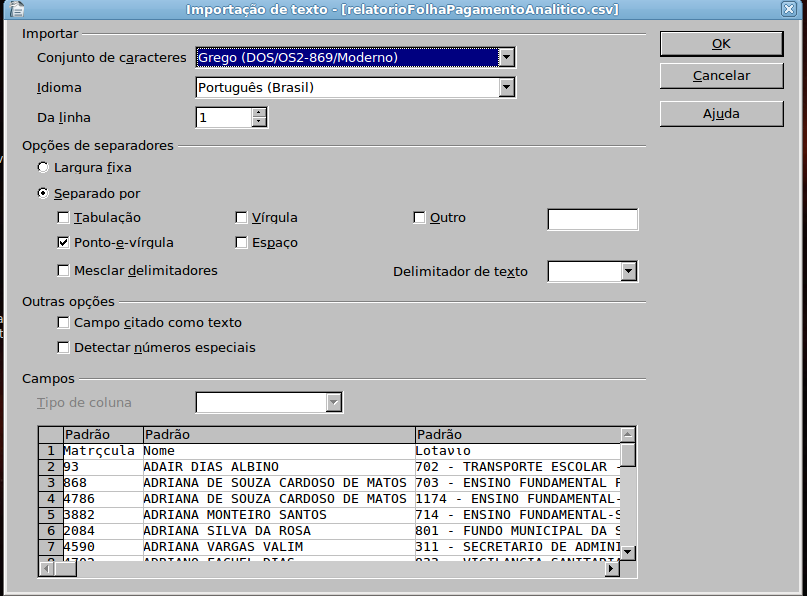 Importação de texto - [relatorioFolhaPagamentoAnalitico.csv]
Importar
Conjunto de caracteres Grego (DOS/OS2-869/Moderno)
OK
Idioma Português (Brasil)
Cancelar
Da linha 1
Ajuda
Opções de separadores
Largura fixa
Separado por
Tabulação Vírgula Outro
Ponto-e-vírgula Espaço
Mesclar delimitadores Delimitador de texto
Outras opções
Campo citado como texto
Detectar números especiais
Campos
Tipo de coluna
Padrão Padrão Padrão
1 Matrςcula Nome Lotaνιo
2 93 ADAIR DIAS ALBINO 702 - TRANSPORTE ESCOLAR -
3 868 ADRIANA DE SOUZA CARDOSO DE MATOS 703 - ENSINO FUNDAMENTAL
4 4786 ADRIANA DE SOUZA CARDOSO DE MATOS 1174 - ENSINO FUNDAMENTAL-
5 3882 ADRIANA MONTEIRO SANTOS 714 - ENSINO FUNDAMENTAL-S
6 2084 ADRIANA SILVA DA ROSA 801 - FUNDO MUNICIPAL DA S
7 4590 ADRIANA VARGAS VALIM 311 - SECRETARIO DE ADMINI